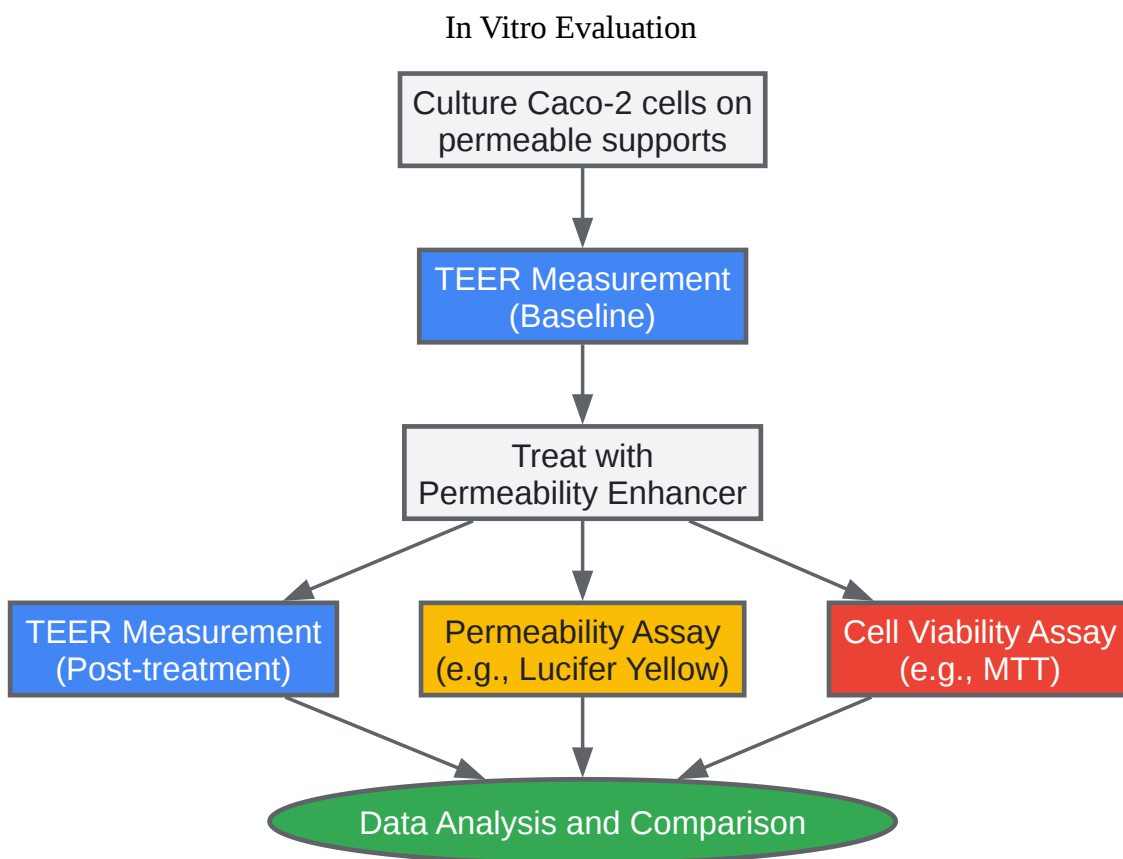 In Vitro Evaluation
Culture Caco-2 cells on
permeable supports
TEER Measurement
(Baseline)
Treat with
Permeability Enhancer
TEER Measurement
(Post-treatment)
Permeability Assay
(e.g., Lucifer Yellow)
Cell Viability Assay
(e.g., MTT)
Data Analysis and Comparison